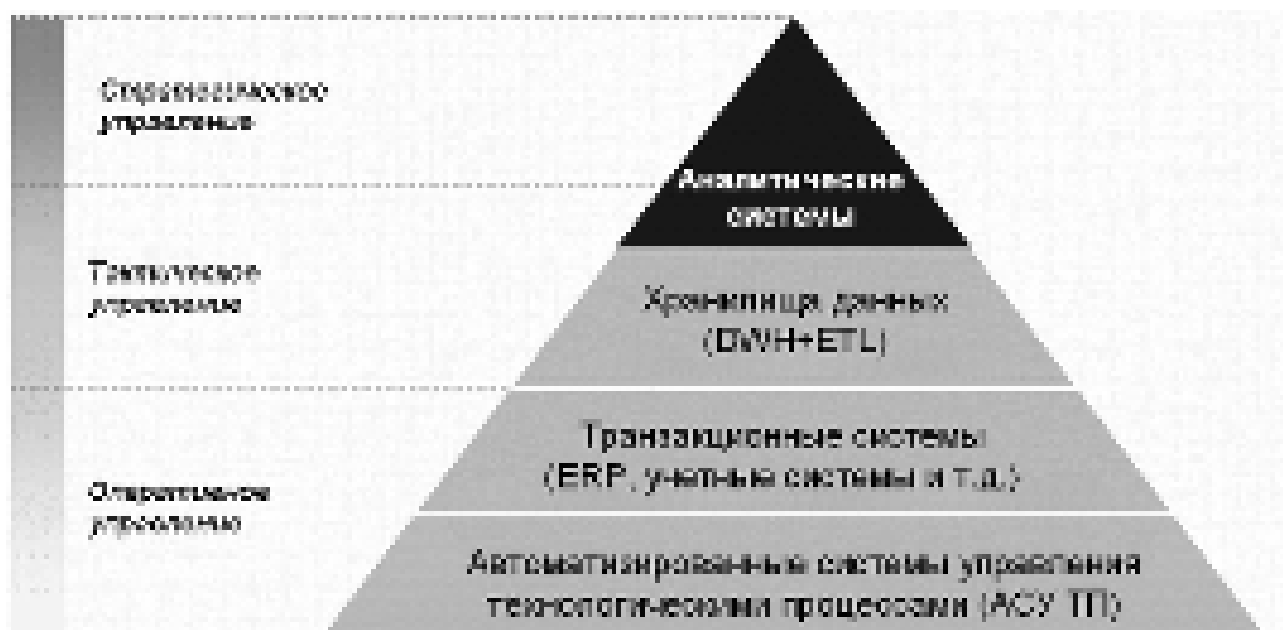 Стратегическое
управление
Аналитические
системы
Тактическое
управление
Хранилища данных
(DWH+ETL)
Транзакционные системы
(ERP, учетные системы и т.д.)
Оперативное
управление
Автоматизированные системы управления
технологическими процессами (АСУ ТП)